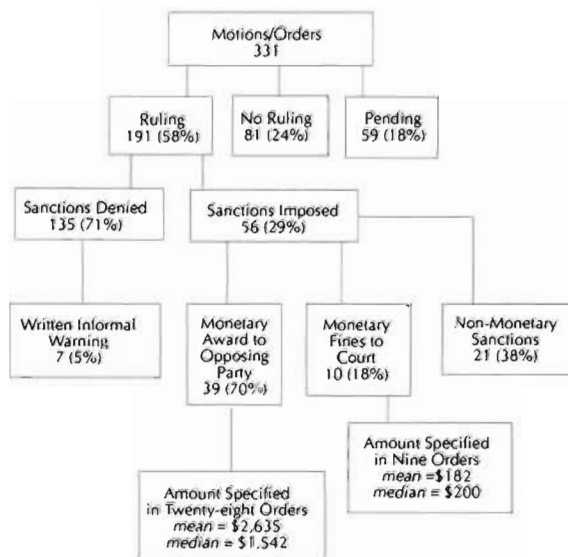 Motions/Orders
331
Ruling
191 (58%)
No Ruling
81 (24%)
Pending
59 (18%)
Sanctions Denied
135 (71%)
Sanctions Imposed
56 (29%)
Written Informal
Warning
7 (5%)
Monetary
Award to
Opposing
Party
39 (70%)
Monetary
Fines to
Court
10 (18%)
Non-Monetary
Sanctions
21 (38%)
Amount Specified
in Nine Orders
mean =$182
median = $200
Amount Specified
in Twenty-eight Orders
mean = $2,635
median = $1,542